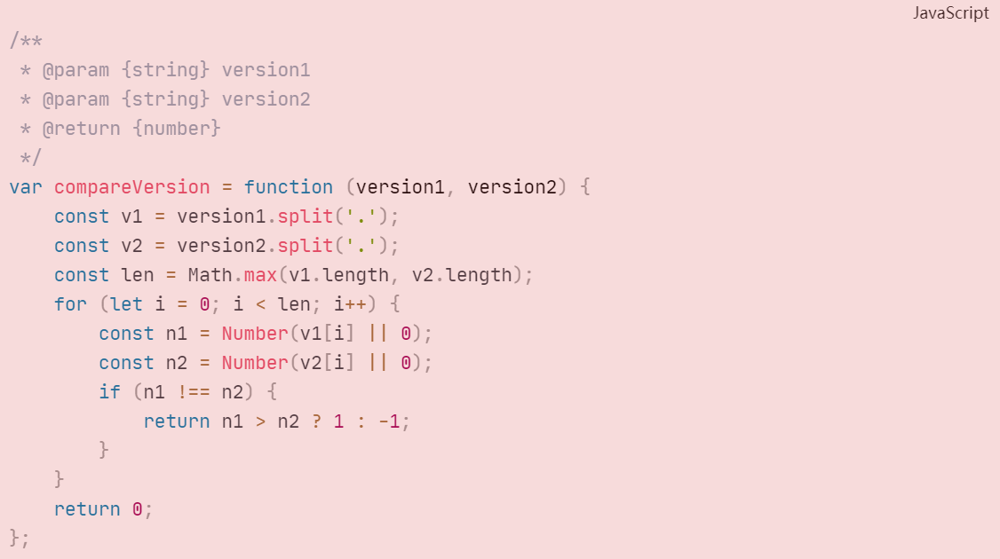 JavaScript
/**
 * @param {string} version1
 * @param {string} version2
 * @return {number}
 */
var compareVersion = function (version1, version2) {
    const v1 = version1.split('.');
    const v2 = version2.split('.');
    const len = Math.max(v1.length, v2.length);
    for (let i = 0; i < len; i++) {
        const n1 = Number(v1[i] || 0);
        const n2 = Number(v2[i] || 0);
        if (n1 !== n2) {
            return n1 > n2 ? 1 : -1;
        }
    }
    return 0;
};